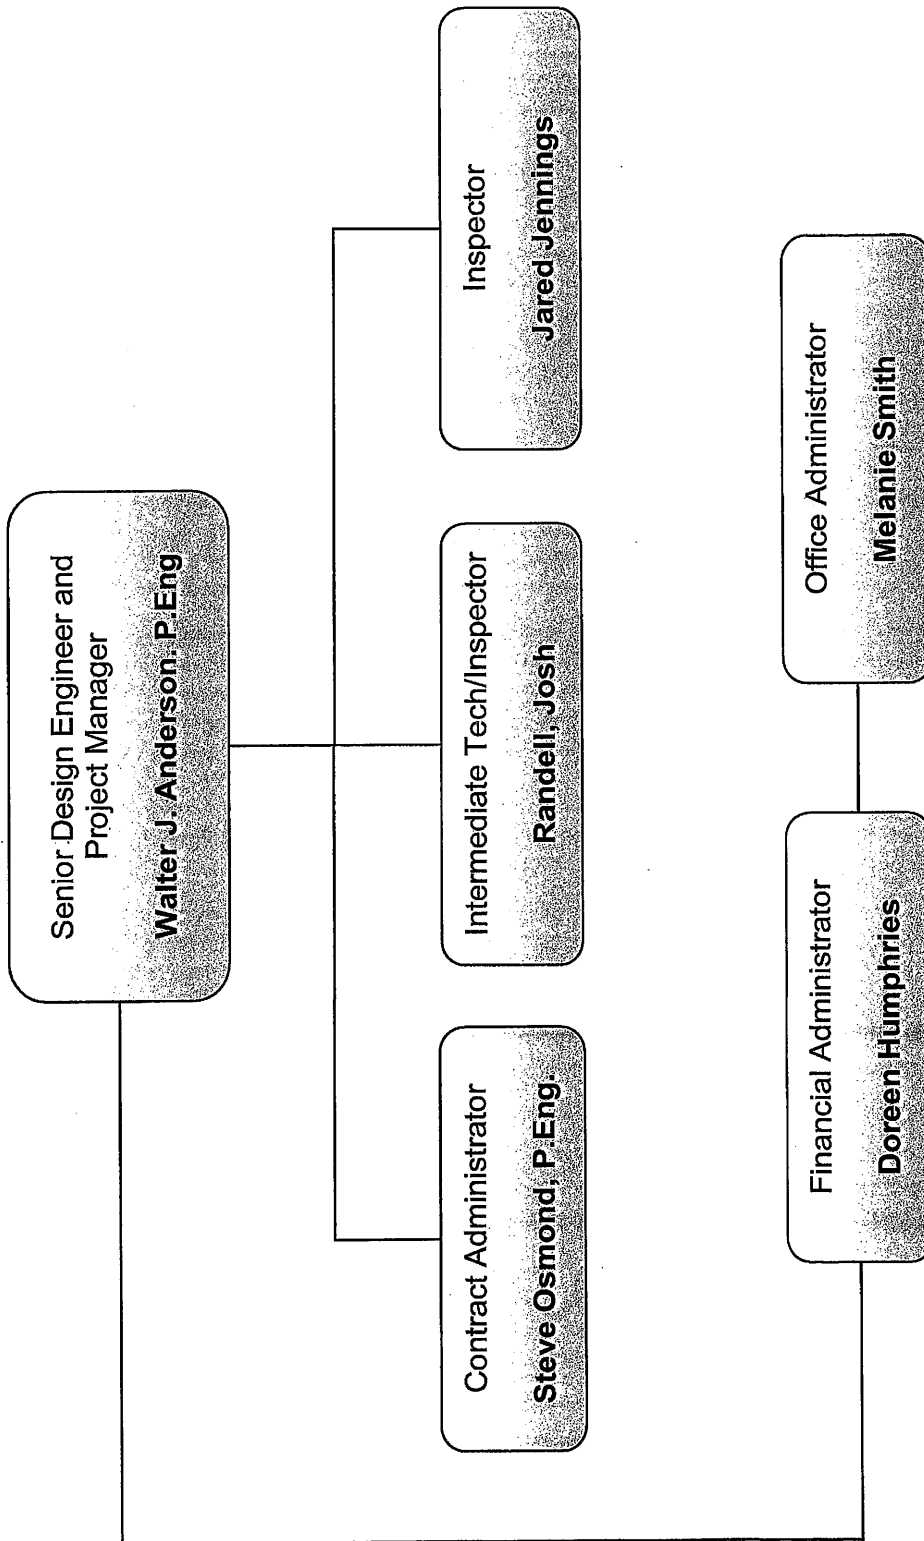 Senior Design Engineer and
Project Manager
Walter J. Anderson. P.Eng
Contract Administrator
Steve Osmond, P.Eng.
Intermediate Tech/Inspector
Randell, Josh
Inspector
Jared Jennings
Financial Administrator
Doreen Humphries
Office Administrator
Melanie Smith